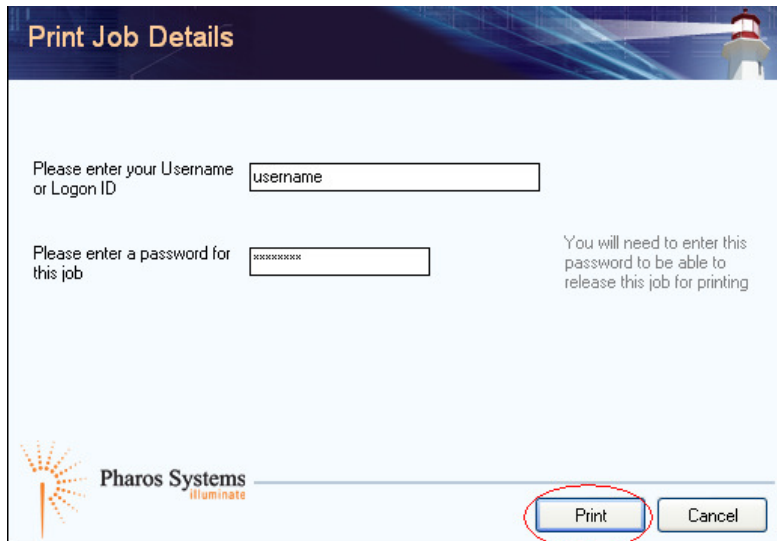 Print Job Details
Please enter your Username
or Logon ID
username
Please enter a password for
this job
xxxxxxxx
You will need to enter this
password to be able to
release this job for printing
Pharos Systems
illuminate
Print
Cancel